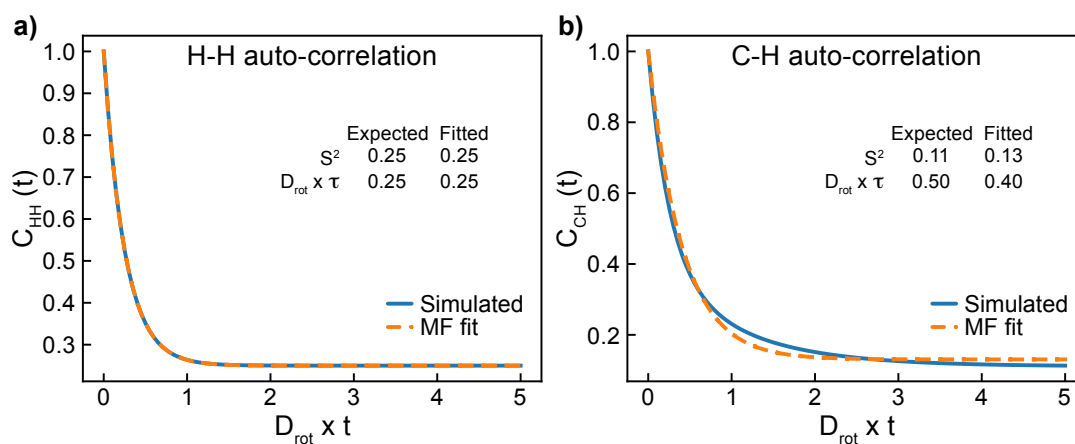 a)
H-H auto-correlation
1.0
0.9
0.8
0.7
0.6
0.5
0.4
0.3
C_HH (t)
Expected Fitted
S² 0.25 0.25
D_rot x τ 0.25 0.25
Simulated
MF fit
0 1 2 3 4 5
D_rot x t
b)
C-H auto-correlation
1.0
0.8
0.6
0.4
0.2
C_CH (t)
Expected Fitted
S² 0.11 0.13
D_rot x τ 0.50 0.40
Simulated
MF fit
0 1 2 3 4 5
D_rot x t